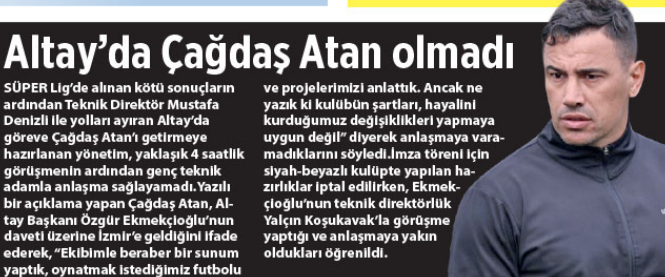 Altay’da Çağdaş Atan olmadı
SÜPER Lig’de alınan kötü sonuçların
ardından Teknik Direktör Mustafa
Denizli ile yolları ayıran Altay’da
göreve Çağdaş Atan’ı getirmeye
hazırlanan yönetim, yaklaşık 4 saatlik
görüşmenin ardından genç teknik
adamla anlaşma sağlayamadı.Yazılı
bir açıklama yapan Çağdaş Atan, Al-
tay Başkanı Özgür Ekmekçioğlu’nun
daveti üzerine İzmir’e geldiğini ifade
ederek, “Ekibimle beraber bir sunum
yaptık, oynatmak istediğimiz futbolu
ve projelerimizi anlattık. Ancak ne
yazık ki kulübün şartları, hayalini
kurduğumuz değişiklikleri yapmaya
uygun değil” diyerek anlaşmaya vara-
madıklarını söyledi.İmza töreni için
siyah-beyazlı kulüpte yapılan ha-
zırlıklar iptal edilirken, Ekmek-
çioğlu’nun teknik direktörlük
Yalçın Koşukavak’la görüşme
yaptığı ve anlaşmaya yakın
oldukları öğrenildi.